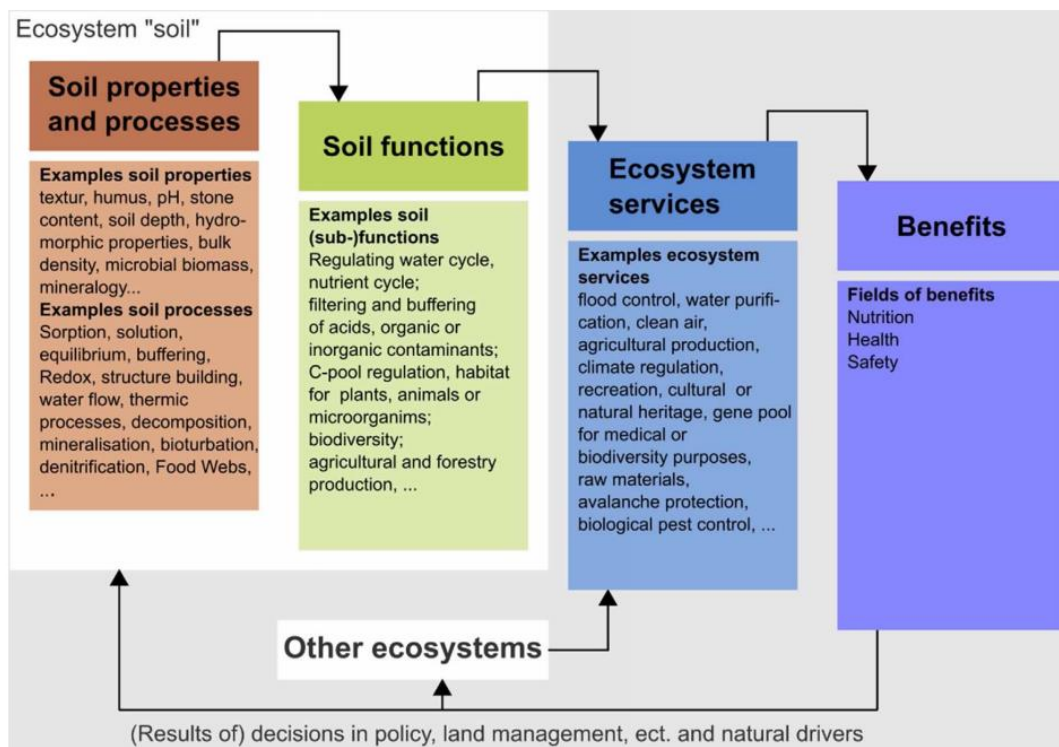 Ecosystem "soil"
Soil properties
and processes
Examples soil properties
textur, humus, pH, stone
content, soil depth, hydro-
morphic properties, bulk
density, microbial biomass,
mineralogy...
Examples soil processes
Sorption, solution,
equilibrium, buffering,
Redox, structure building,
water flow, thermic
processes, decomposition,
mineralisation, bioturbation,
denitrification, Food Webs,
...
Soil functions
Examples soil
(sub-)functions
Regulating water cycle,
nutrient cycle;
filtering and buffering
of acids, organic or
inorganic contaminants;
C-pool regulation, habitat
for plants, animals or
microorganims;
biodiversity;
agricultural and forestry
production, ...
Ecosystem
services
Examples ecosystem
services
flood control, water purifi-
cation, clean air,
agricultural production,
climate regulation,
recreation, cultural or
natural heritage, gene pool
for medical or
biodiversity purposes,
raw materials,
avalanche protection,
biological pest control, ...
Benefits
Fields of benefits
Nutrition
Health
Safety
Other ecosystems
(Results of) decisions in policy, land management, ect. and natural drivers